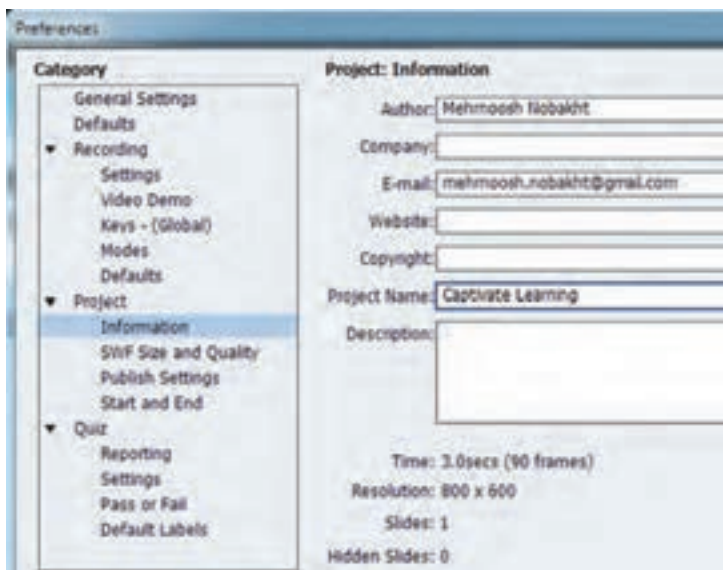 Preferences
Category
General Settings
Defaults
Recording
Settings
Video Demo
Keys - (Global)
Modes
Defaults
Project
Information
SWF Size and Quality
Publish Settings
Start and End
Quiz
Reporting
Settings
Pass or Fail
Default Labels
Project: Information
Author: Mehrnoosh Nobakht
Company:
E-mail: mehrnoosh.nobakht@gmail.com
Website:
Copyright:
Project Name: Captivate Learning
Description:
Time: 3.0secs (90 frames)
Resolution: 800 x 600
Slides: 1
Hidden Slides: 0